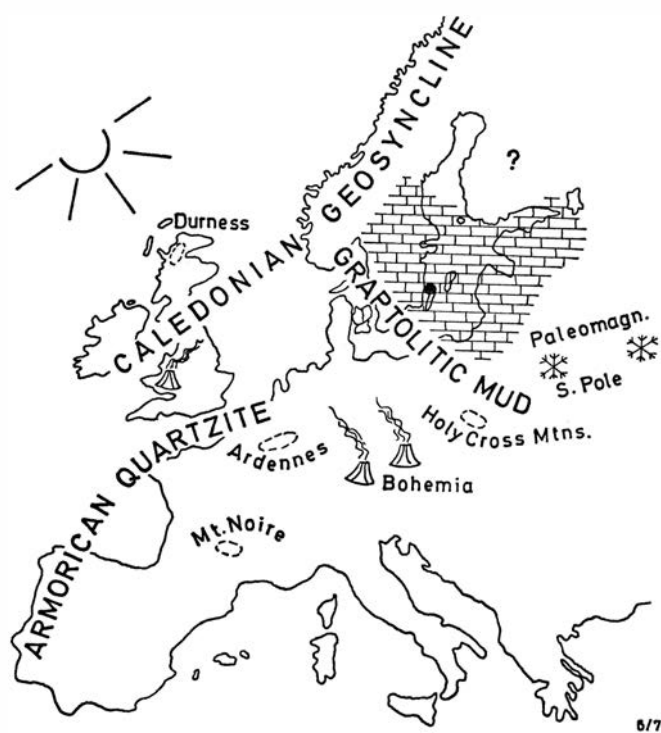 CALEDONIAN GEOSYNCLINE
?
Durness
GRAPTOLITIC MUD
Paleomagn.
S. Pole
ARMORICAN QUARTZITE
Ardennes
Holy Cross Mtns.
Bohemia
Mt. Noire
6/7